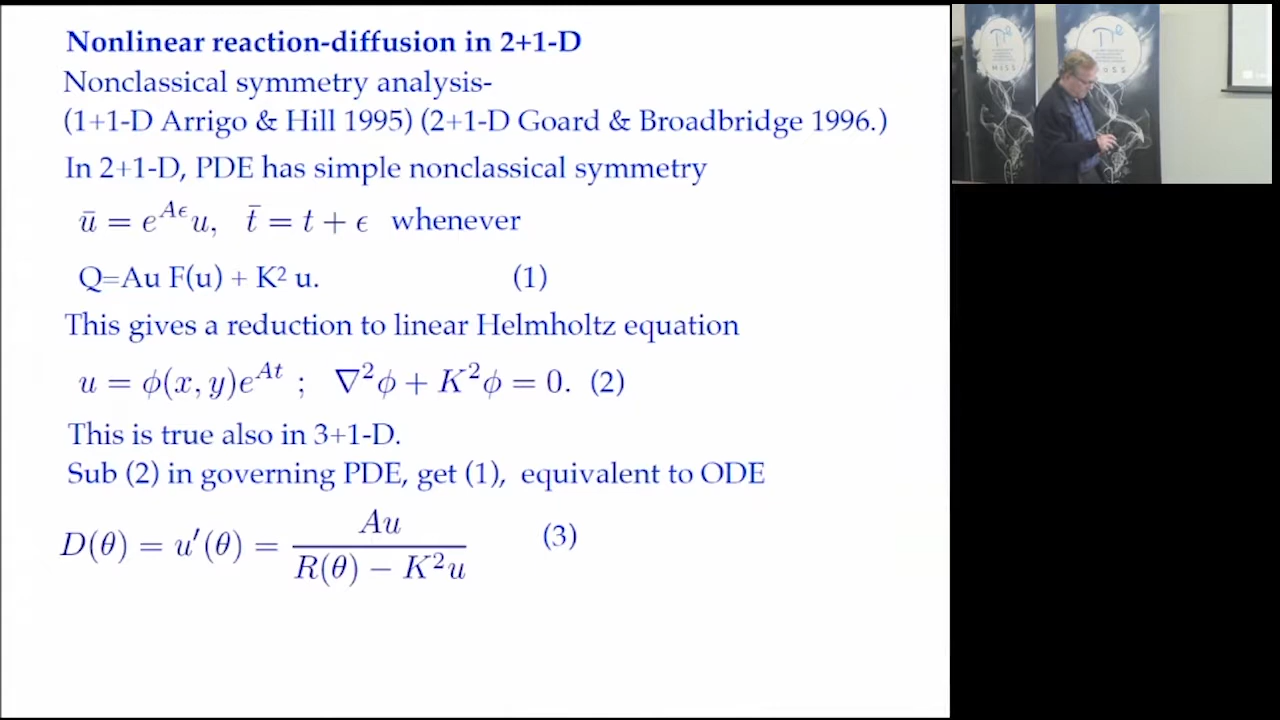 Nonlinear reaction-diffusion in 2+1-D
Nonclassical symmetry analysis-
(1+1-D Arrigo & Hill 1995) (2+1-D Goard & Broadbridge 1996.)
In 2+1-D, PDE has simple nonclassical symmetry
ū = e^{Aϵ}u, t̄ = t + ϵ whenever
Q=Au F(u) + K² u. (1)
This gives a reduction to linear Helmholtz equation
u = ϕ(x, y)e^{At} ; ∇²ϕ + K²ϕ = 0. (2)
This is true also in 3+1-D.
Sub (2) in governing PDE, get (1), equivalent to ODE
D(θ) = u′(θ) = Au / (R(θ) − K²u) (3)